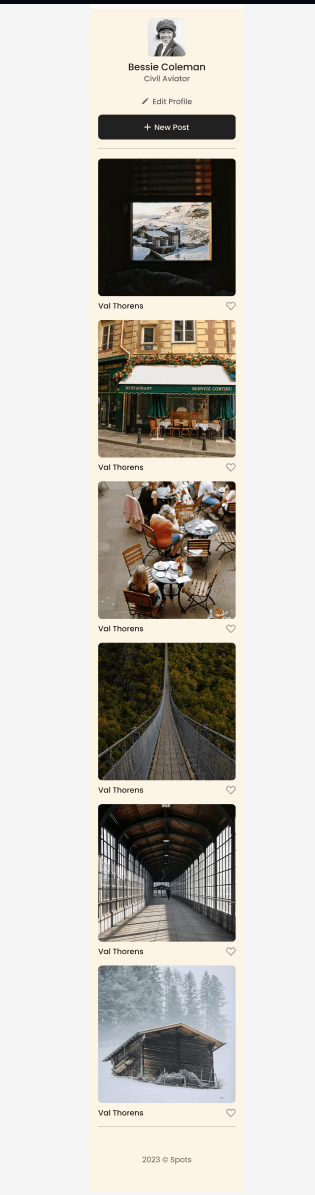 Bessie Coleman
Civil Aviator
Edit Profile
New Post
Val Thorens
RESTAURANT
SERVICE CONTINU
Val Thorens
Val Thorens
Val Thorens
Val Thorens
Val Thorens
2023 © Spots